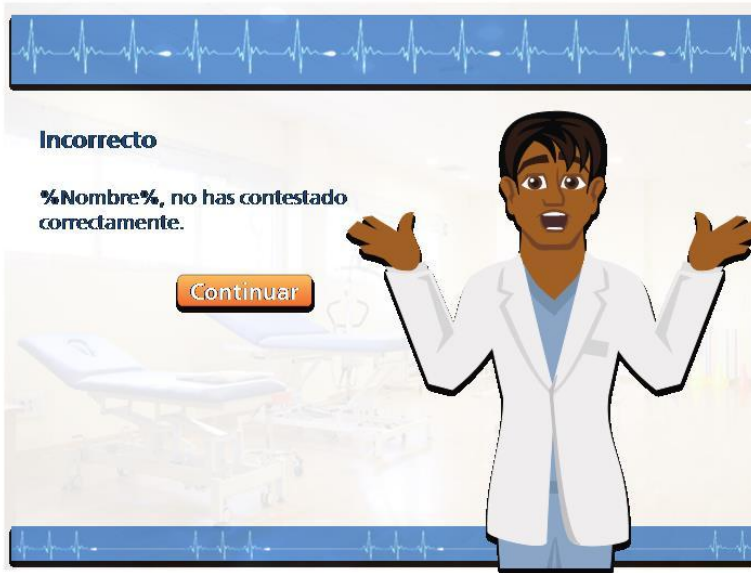 Incorrecto
%Nombre%, no has contestado
correctamente.
Continuar